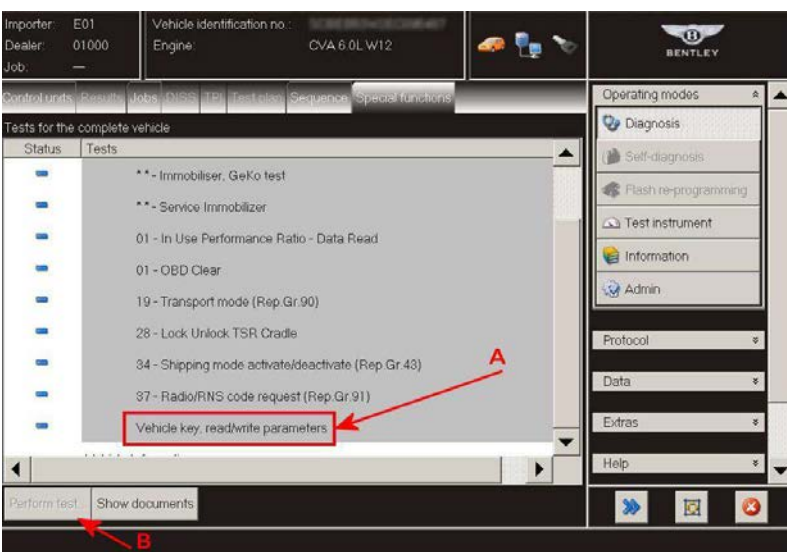 Importer: E01
Dealer: 01000
Job: —
Vehicle identification no.:
Engine: CVA 6.0L W12
BENTLEY
Control units Results Jobs DISS TPI Test plan Sequence Special functions
Tests for the complete vehicle
Status Tests
**- Immobiliser, GeKo test
**- Service Immobilizer
01 - In Use Performance Ratio - Data Read
01 - OBD Clear
19 - Transport mode (Rep.Gr.90)
28 - Lock Unlock TSR Cradle
34 - Shipping mode activate/deactivate (Rep.Gr.43)
37 - Radio/RNS code request (Rep.Gr.91)
Vehicle key, read/write parameters
A
Perform test... Show documents
B
Operating modes
Diagnosis
Self-diagnosis
Flash re-programming
Test instrument
Information
Admin
Protocol
Data
Extras
Help